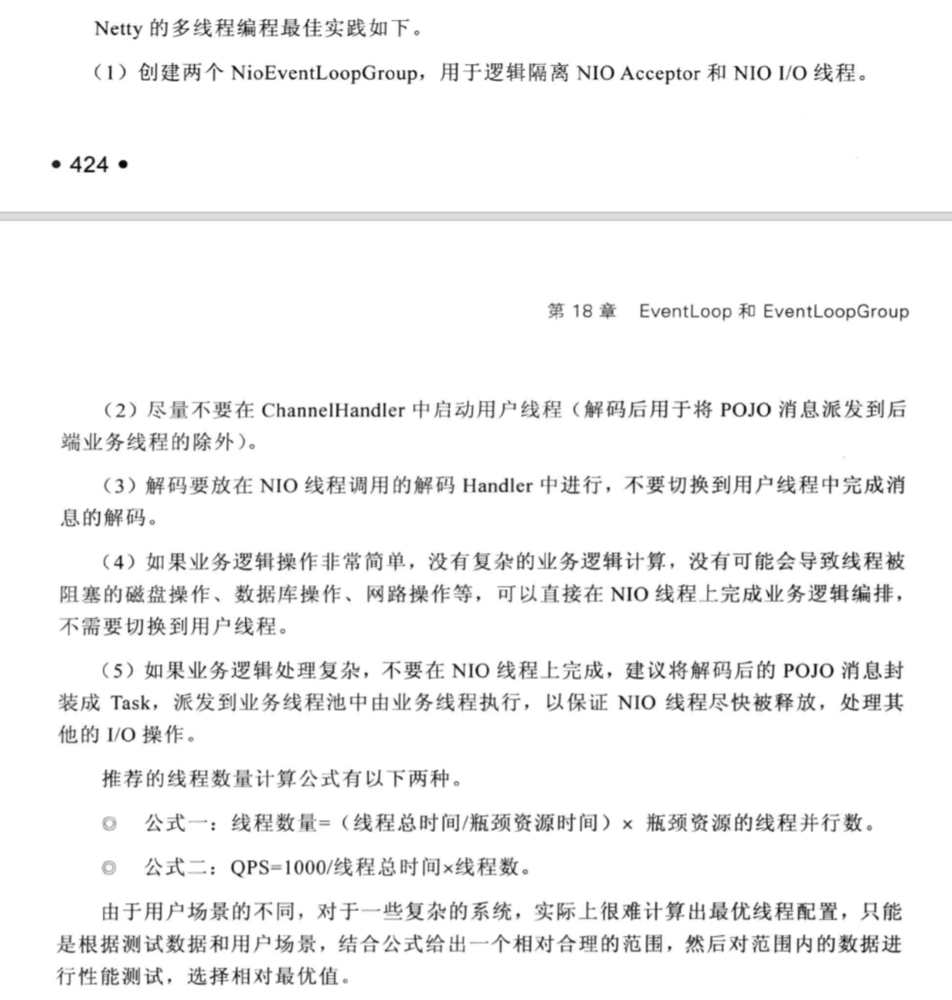 Netty 的多线程编程最佳实践如下。
（1）创建两个 NioEventLoopGroup，用于逻辑隔离 NIO Acceptor 和 NIO I/O 线程。
• 424 •
第 18 章 EventLoop 和 EventLoopGroup
（2）尽量不要在 ChannelHandler 中启动用户线程（解码后用于将 POJO 消息派发到后
端业务线程的除外）。
（3）解码要放在 NIO 线程调用的解码 Handler 中进行，不要切换到用户线程中完成消
息的解码。
（4）如果业务逻辑操作非常简单，没有复杂的业务逻辑计算，没有可能会导致线程被
阻塞的磁盘操作、数据库操作、网路操作等，可以直接在 NIO 线程上完成业务逻辑编排，
不需要切换到用户线程。
（5）如果业务逻辑处理复杂，不要在 NIO 线程上完成，建议将解码后的 POJO 消息封
装成 Task，派发到业务线程池中由业务线程执行，以保证 NIO 线程尽快被释放，处理其
他的 I/O 操作。
推荐的线程数量计算公式有以下两种。
◎ 公式一：线程数量=（线程总时间/瓶颈资源时间）× 瓶颈资源的线程并行数。
◎ 公式二：QPS=1000/线程总时间×线程数。
由于用户场景的不同，对于一些复杂的系统，实际上很难计算出最优线程配置，只能
是根据测试数据和用户场景，结合公式给出一个相对合理的范围，然后对范围内的数据进
行性能测试，选择相对最优值。